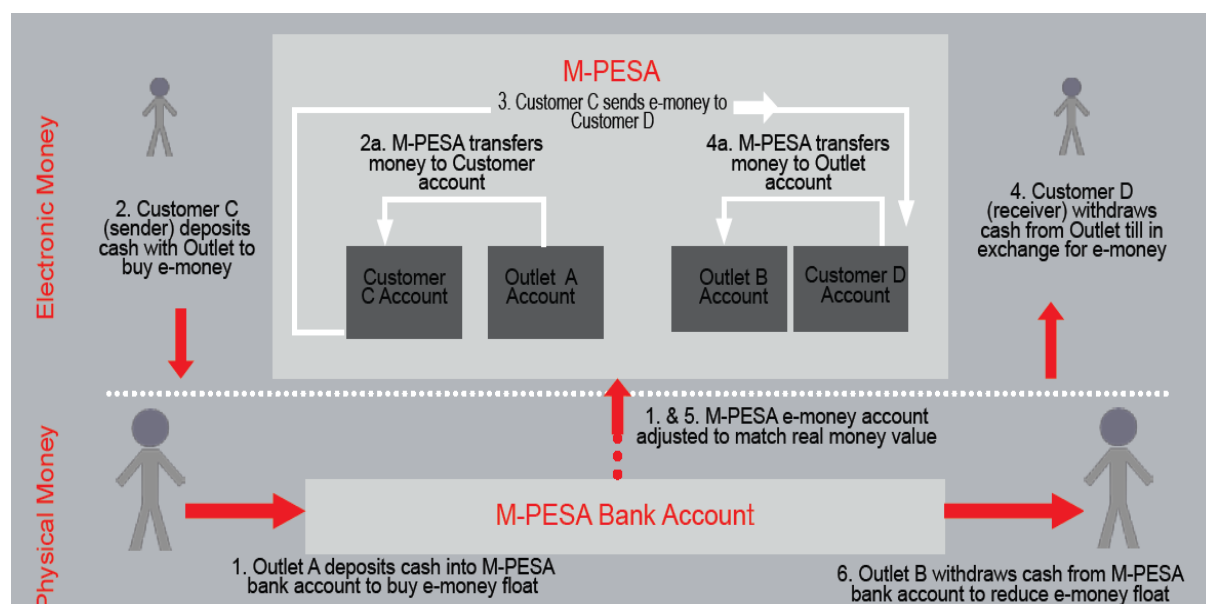 M-PESA
3. Customer C sends e-money to
Customer D
2a. M-PESA transfers
money to Customer
account
4a. M-PESA transfers
money to Outlet
account
Electronic Money
2. Customer C
(sender) deposits
cash with Outlet to
buy e-money
4. Customer D
(receiver) withdraws
cash from Outlet till in
exchange for e-money
Customer
C Account
Outlet A
Account
Outlet B
Account
Customer D
Account
1. & 5. M-PESA e-money account
adjusted to match real money value
Physical Money
M-PESA Bank Account
1. Outlet A deposits cash into M-PESA
bank account to buy e-money float
6. Outlet B withdraws cash from M-PESA
bank account to reduce e-money float